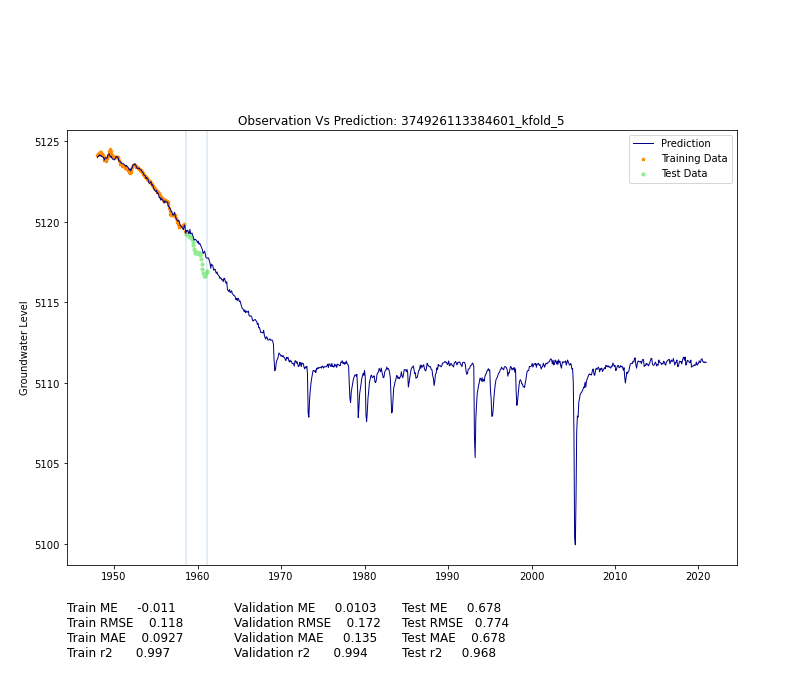 Observation Vs Prediction: 374926113384601_kfold_5
Prediction
Training Data
Test Data
Groundwater Level
5125
5120
5115
5110
5105
5100
1950 1960 1970 1980 1990 2000 2010 2020
Train ME -0.011 Validation ME 0.0103 Test ME 0.678
Train RMSE 0.118 Validation RMSE 0.172 Test RMSE 0.774
Train MAE 0.0927 Validation MAE 0.135 Test MAE 0.678
Train r2 0.997 Validation r2 0.994 Test r2 0.968